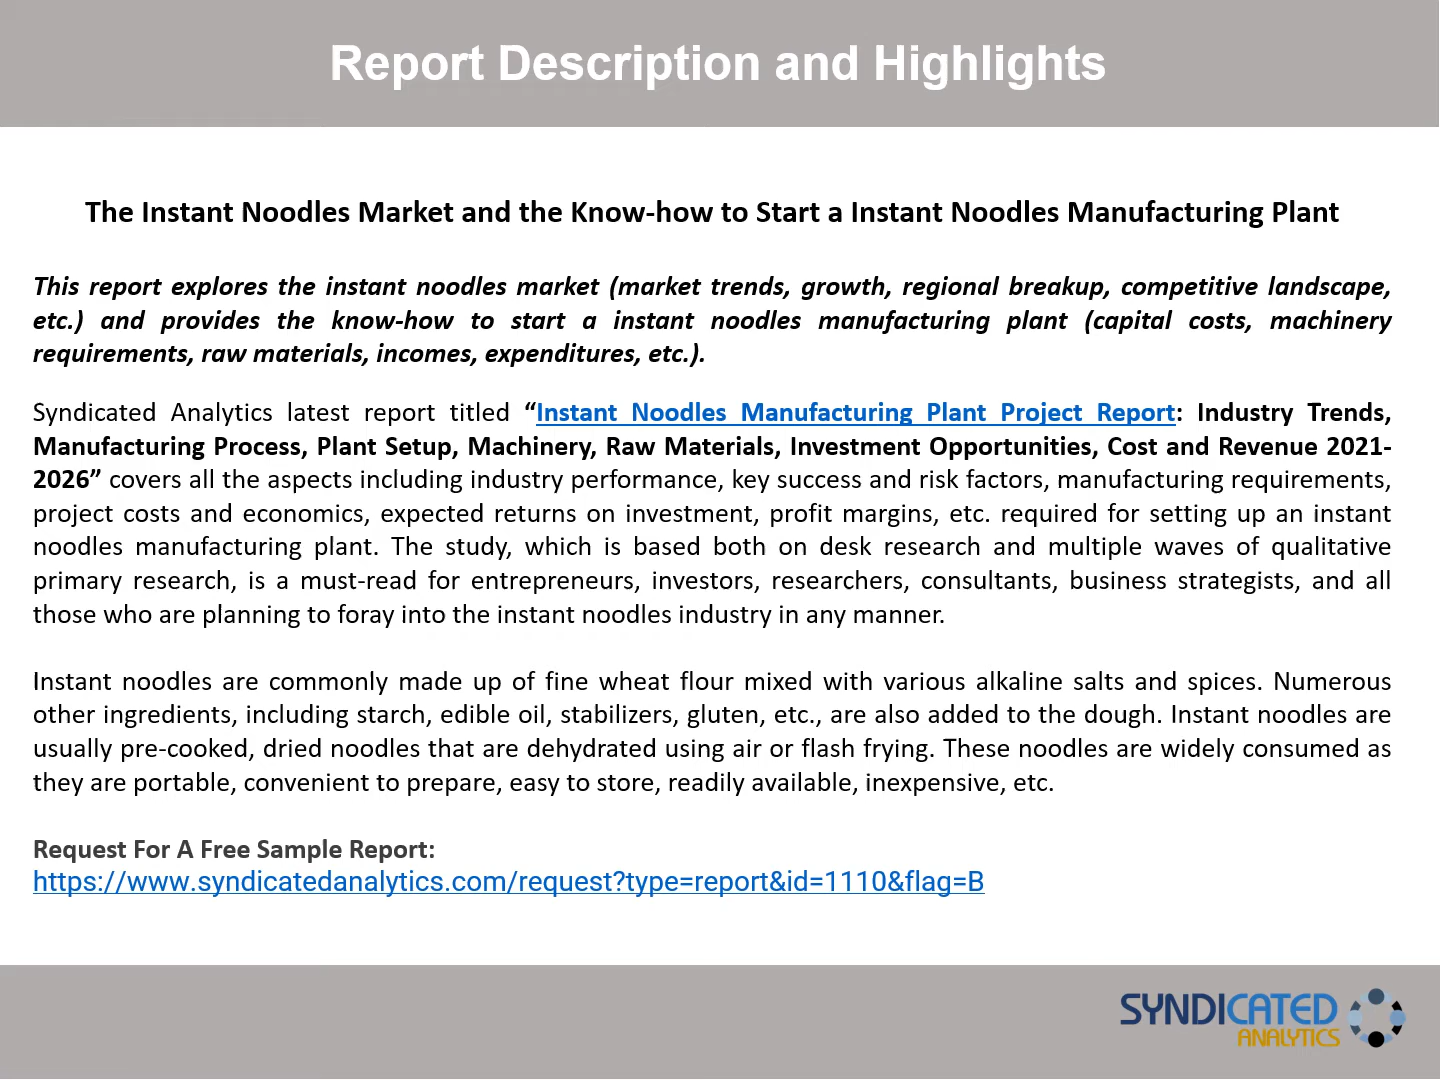 Report Description and Highlights
The Instant Noodles Market and the Know-how to Start a Instant Noodles Manufacturing Plant
This report explores the instant noodles market (market trends, growth, regional breakup, competitive landscape,
etc.) and provides the know-how to start a instant noodles manufacturing plant (capital costs, machinery
requirements, raw materials, incomes, expenditures, etc.).
Syndicated Analytics latest report titled “Instant Noodles Manufacturing Plant Project Report: Industry Trends,
Manufacturing Process, Plant Setup, Machinery, Raw Materials, Investment Opportunities, Cost and Revenue 2021-
2026” covers all the aspects including industry performance, key success and risk factors, manufacturing requirements,
project costs and economics, expected returns on investment, profit margins, etc. required for setting up an instant
noodles manufacturing plant. The study, which is based both on desk research and multiple waves of qualitative
primary research, is a must-read for entrepreneurs, investors, researchers, consultants, business strategists, and all
those who are planning to foray into the instant noodles industry in any manner.
Instant noodles are commonly made up of fine wheat flour mixed with various alkaline salts and spices. Numerous
other ingredients, including starch, edible oil, stabilizers, gluten, etc., are also added to the dough. Instant noodles are
usually pre-cooked, dried noodles that are dehydrated using air or flash frying. These noodles are widely consumed as
they are portable, convenient to prepare, easy to store, readily available, inexpensive, etc.
Request For A Free Sample Report:
https://www.syndicatedanalytics.com/request?type=report&id=1110&flag=B
SYNDICATED
ANALYTICS